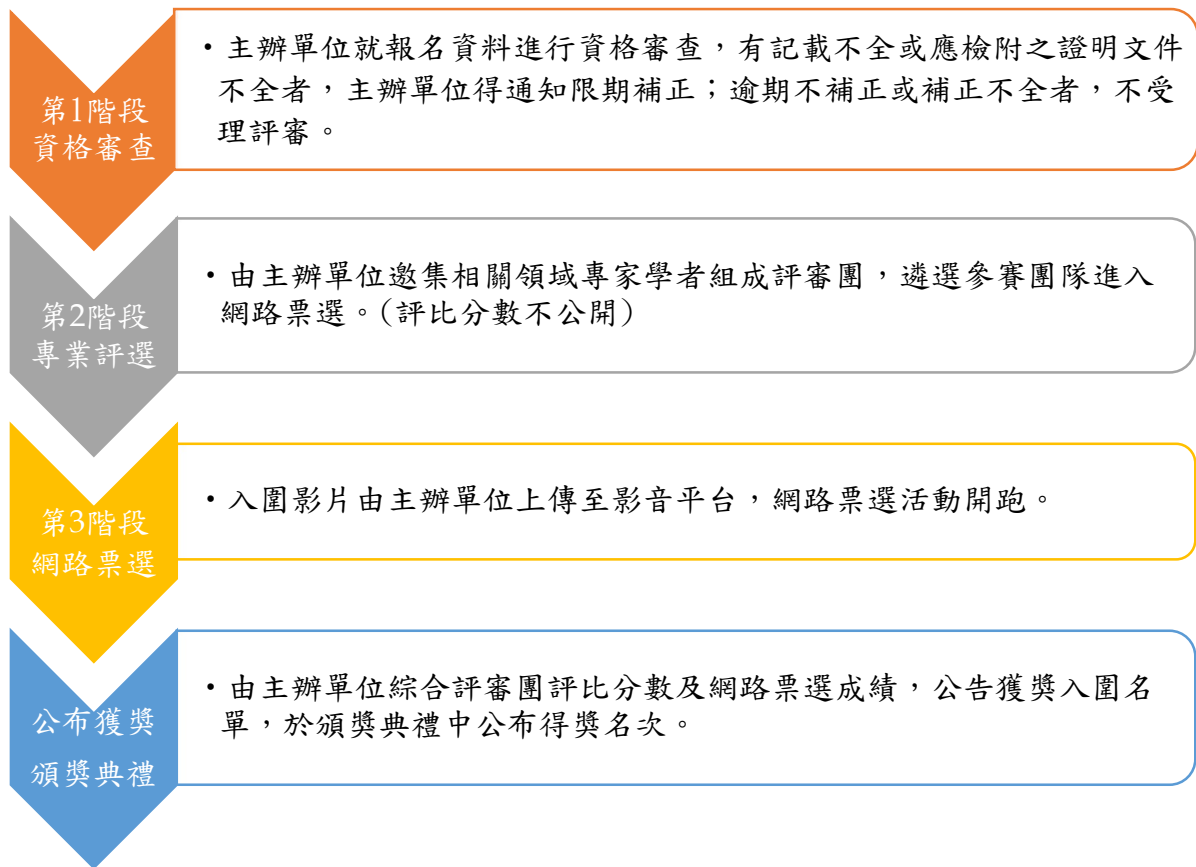 第1階段
資格審查
•主辦單位就報名資料進行資格審查，有記載不全或應檢附之證明文件
不全者，主辦單位得通知限期補正；逾期不補正或補正不全者，不受
理評審。
第2階段
專業評選
•由主辦單位邀集相關領域專家學者組成評審團，遴選參賽團隊進入
網路票選。(評比分數不公開)
第3階段
網路票選
•入圍影片由主辦單位上傳至影音平台，網路票選活動開跑。
公布獲獎
頒獎典禮
•由主辦單位綜合評審團評比分數及網路票選成績，公告獲獎入圍名
單，於頒獎典禮中公布得獎名次。